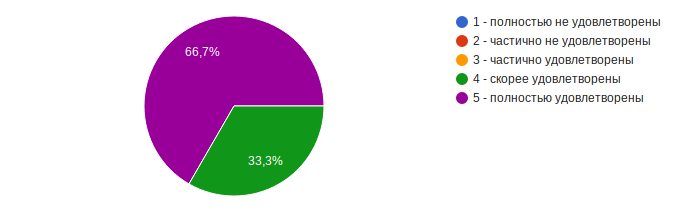 66,7%
33,3%
1 - полностью не удовлетворены
2 - частично не удовлетворены
3 - частично удовлетворены
4 - скорее удовлетворены
5 - полностью удовлетворены